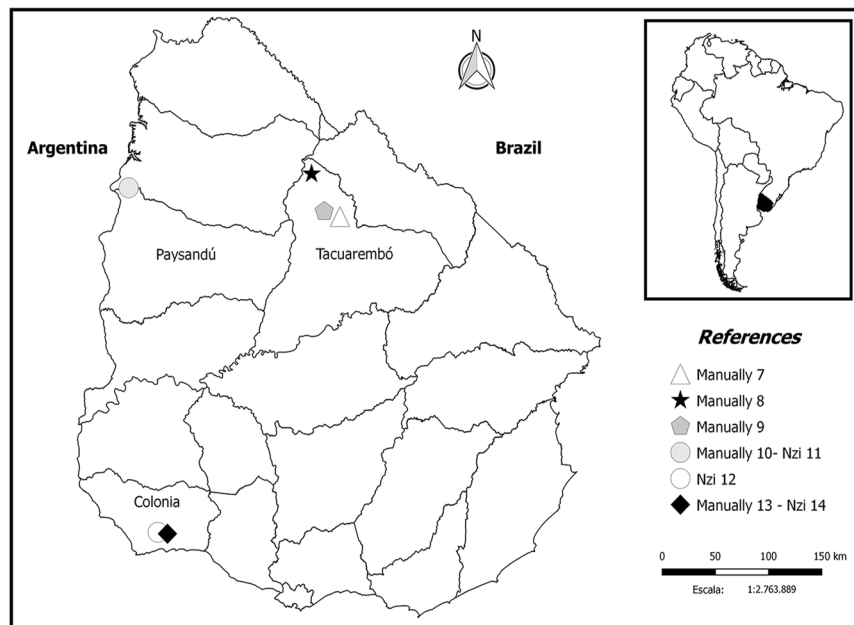 N
Argentina
Brazil
Paysandú
Tacuarembó
Colonia
References
Manually 7
Manually 8
Manually 9
Manually 10- Nzi 11
Nzi 12
Manually 13 - Nzi 14
0 50 100 150 km
Escala: 1:2.763.889